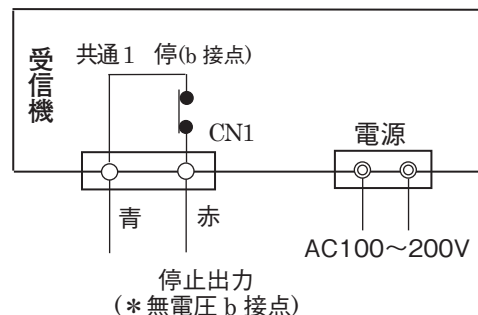 受信機
共通1 停(b 接点)
CN1
電源
青 赤
AC100～200V
停止出力
(＊無電圧 b 接点)